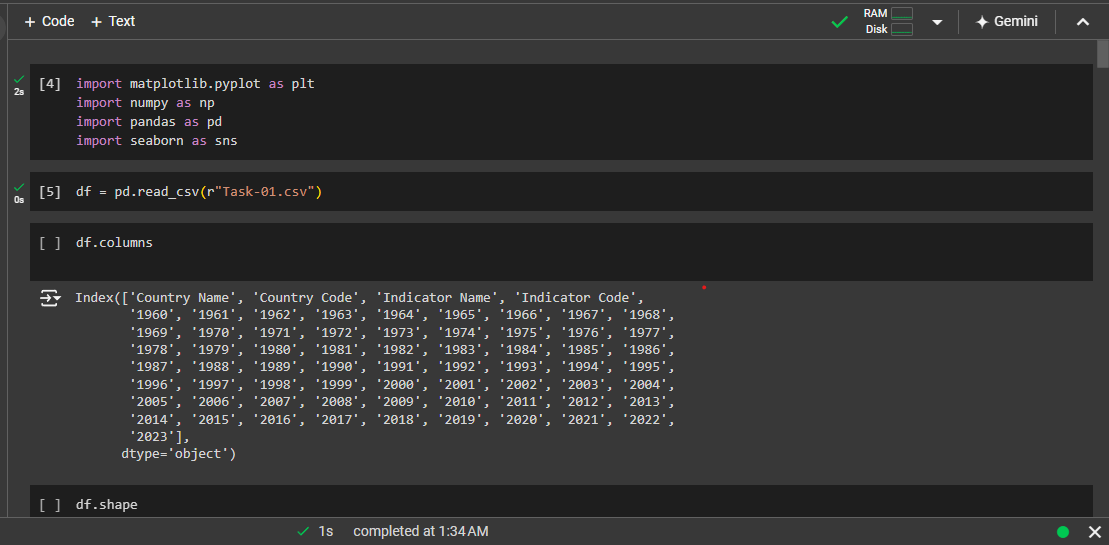 + Code + Text
RAM
Disk
Gemini
[4] import matplotlib.pyplot as plt
import numpy as np
import pandas as pd
import seaborn as sns
2s
[5] df = pd.read_csv(r"Task-01.csv")
0s
[ ] df.columns
Index(['Country Name', 'Country Code', 'Indicator Name', 'Indicator Code',
'1960', '1961', '1962', '1963', '1964', '1965', '1966', '1967', '1968',
'1969', '1970', '1971', '1972', '1973', '1974', '1975', '1976', '1977',
'1978', '1979', '1980', '1981', '1982', '1983', '1984', '1985', '1986',
'1987', '1988', '1989', '1990', '1991', '1992', '1993', '1994', '1995',
'1996', '1997', '1998', '1999', '2000', '2001', '2002', '2003', '2004',
'2005', '2006', '2007', '2008', '2009', '2010', '2011', '2012', '2013',
'2014', '2015', '2016', '2017', '2018', '2019', '2020', '2021', '2022',
'2023'],
dtype='object')
[ ] df.shape
1s completed at 1:34 AM